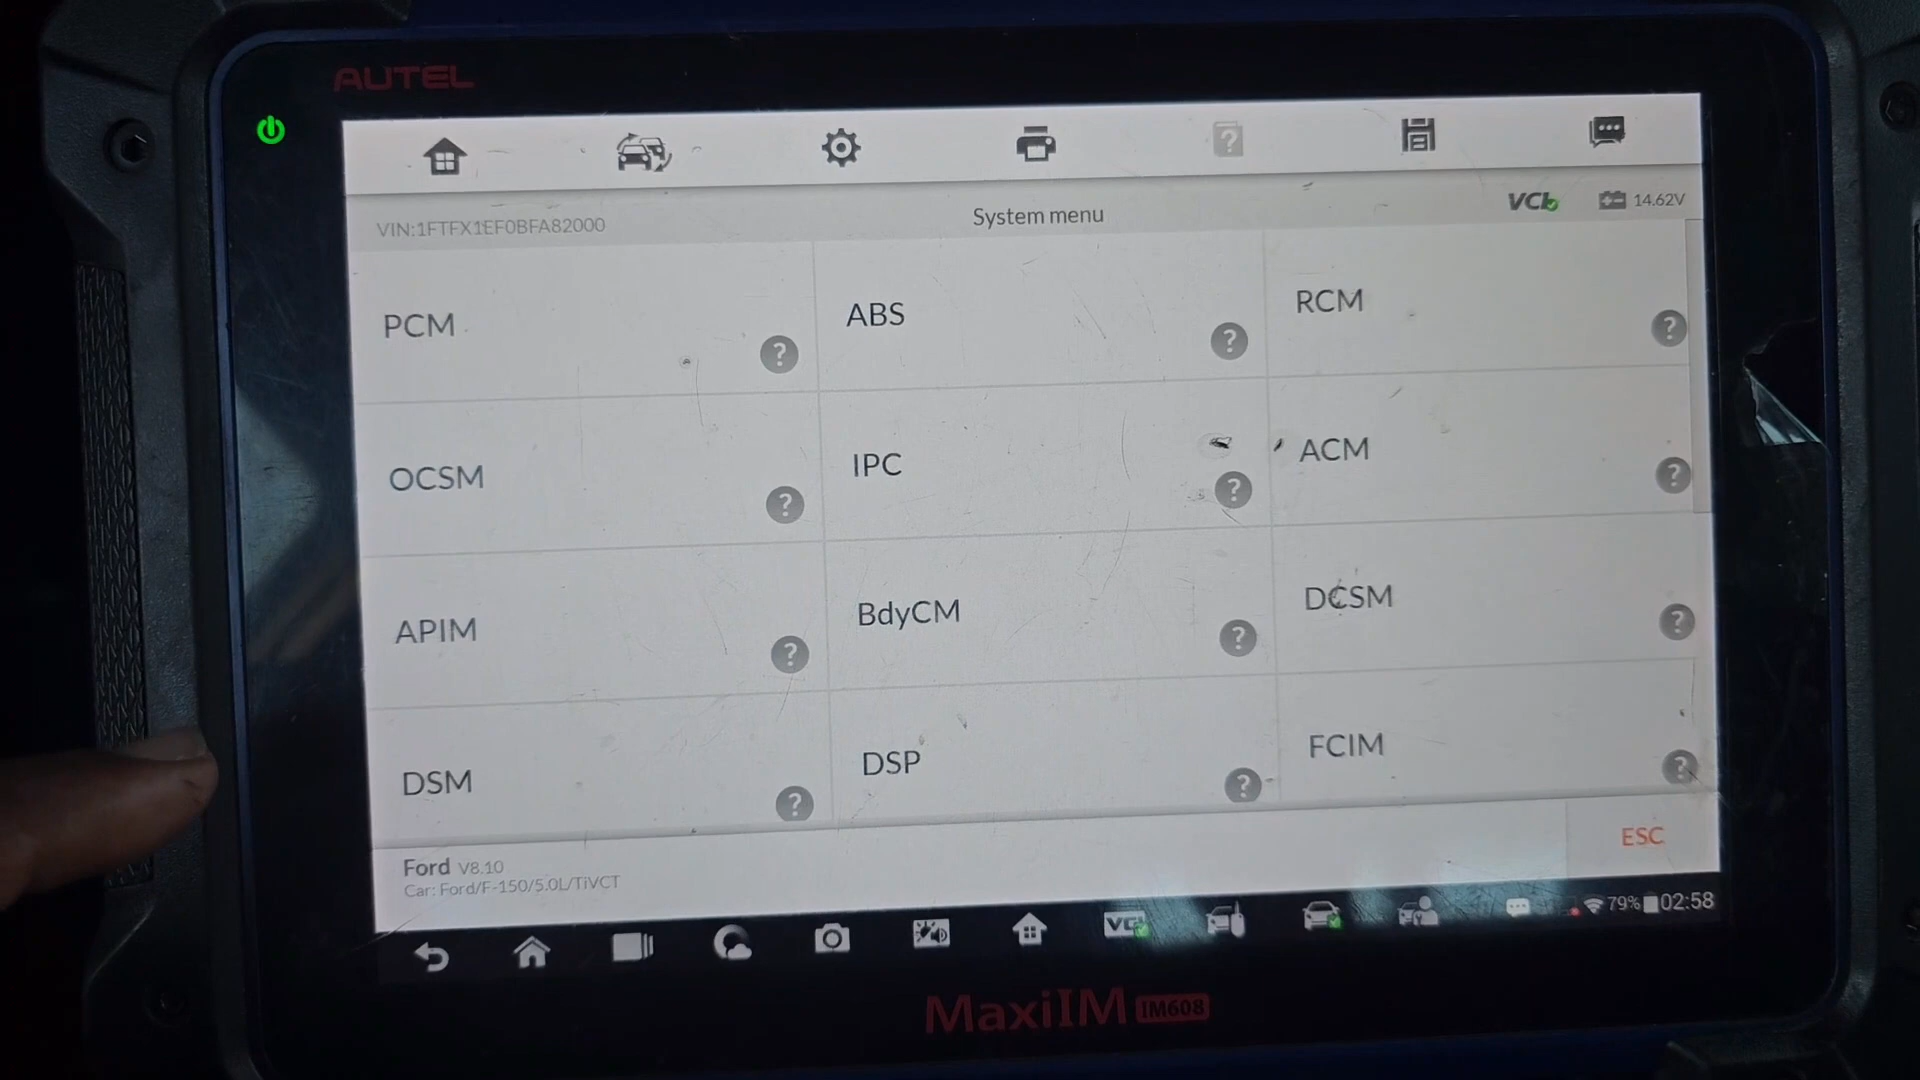 AUTEL
VIN:1FTFX1EF0BFA82000
System menu
VCI
14.62V
PCM
ABS
RCM
OCSM
IPC
ACM
APIM
BdyCM
DCSM
DSM
DSP
FCIM
ESC
Ford V8.10
Car: Ford/F-150/5.0L/TiVCT
VCI
79%
02:58
MaxiIM IM608